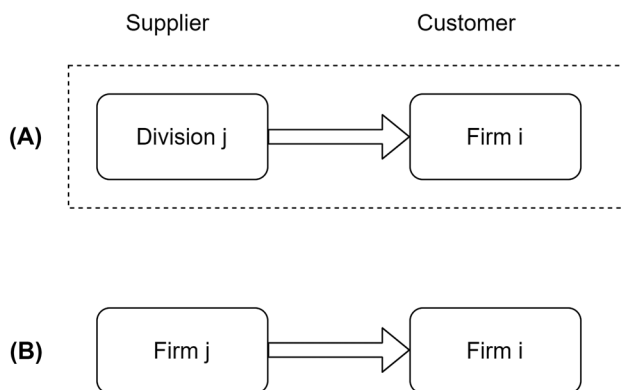 Supplier Customer
(A) Division j Firm i
(B) Firm j Firm i